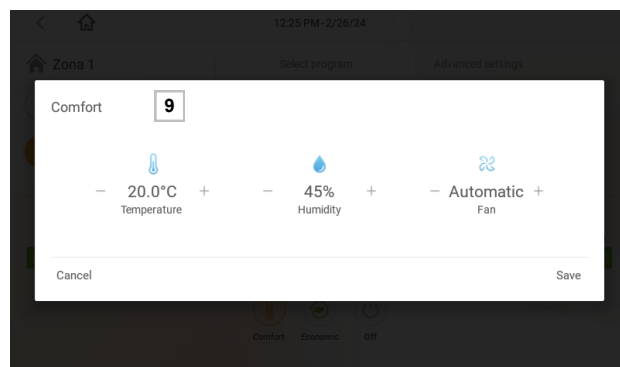 12:25 PM-2/26/24
Zona 1
Select program
Advanced settings
Comfort
9
20.0°C
45%
Automatic
Temperature
Humidity
Fan
Cancel
Save
Comfort
Economic
Off